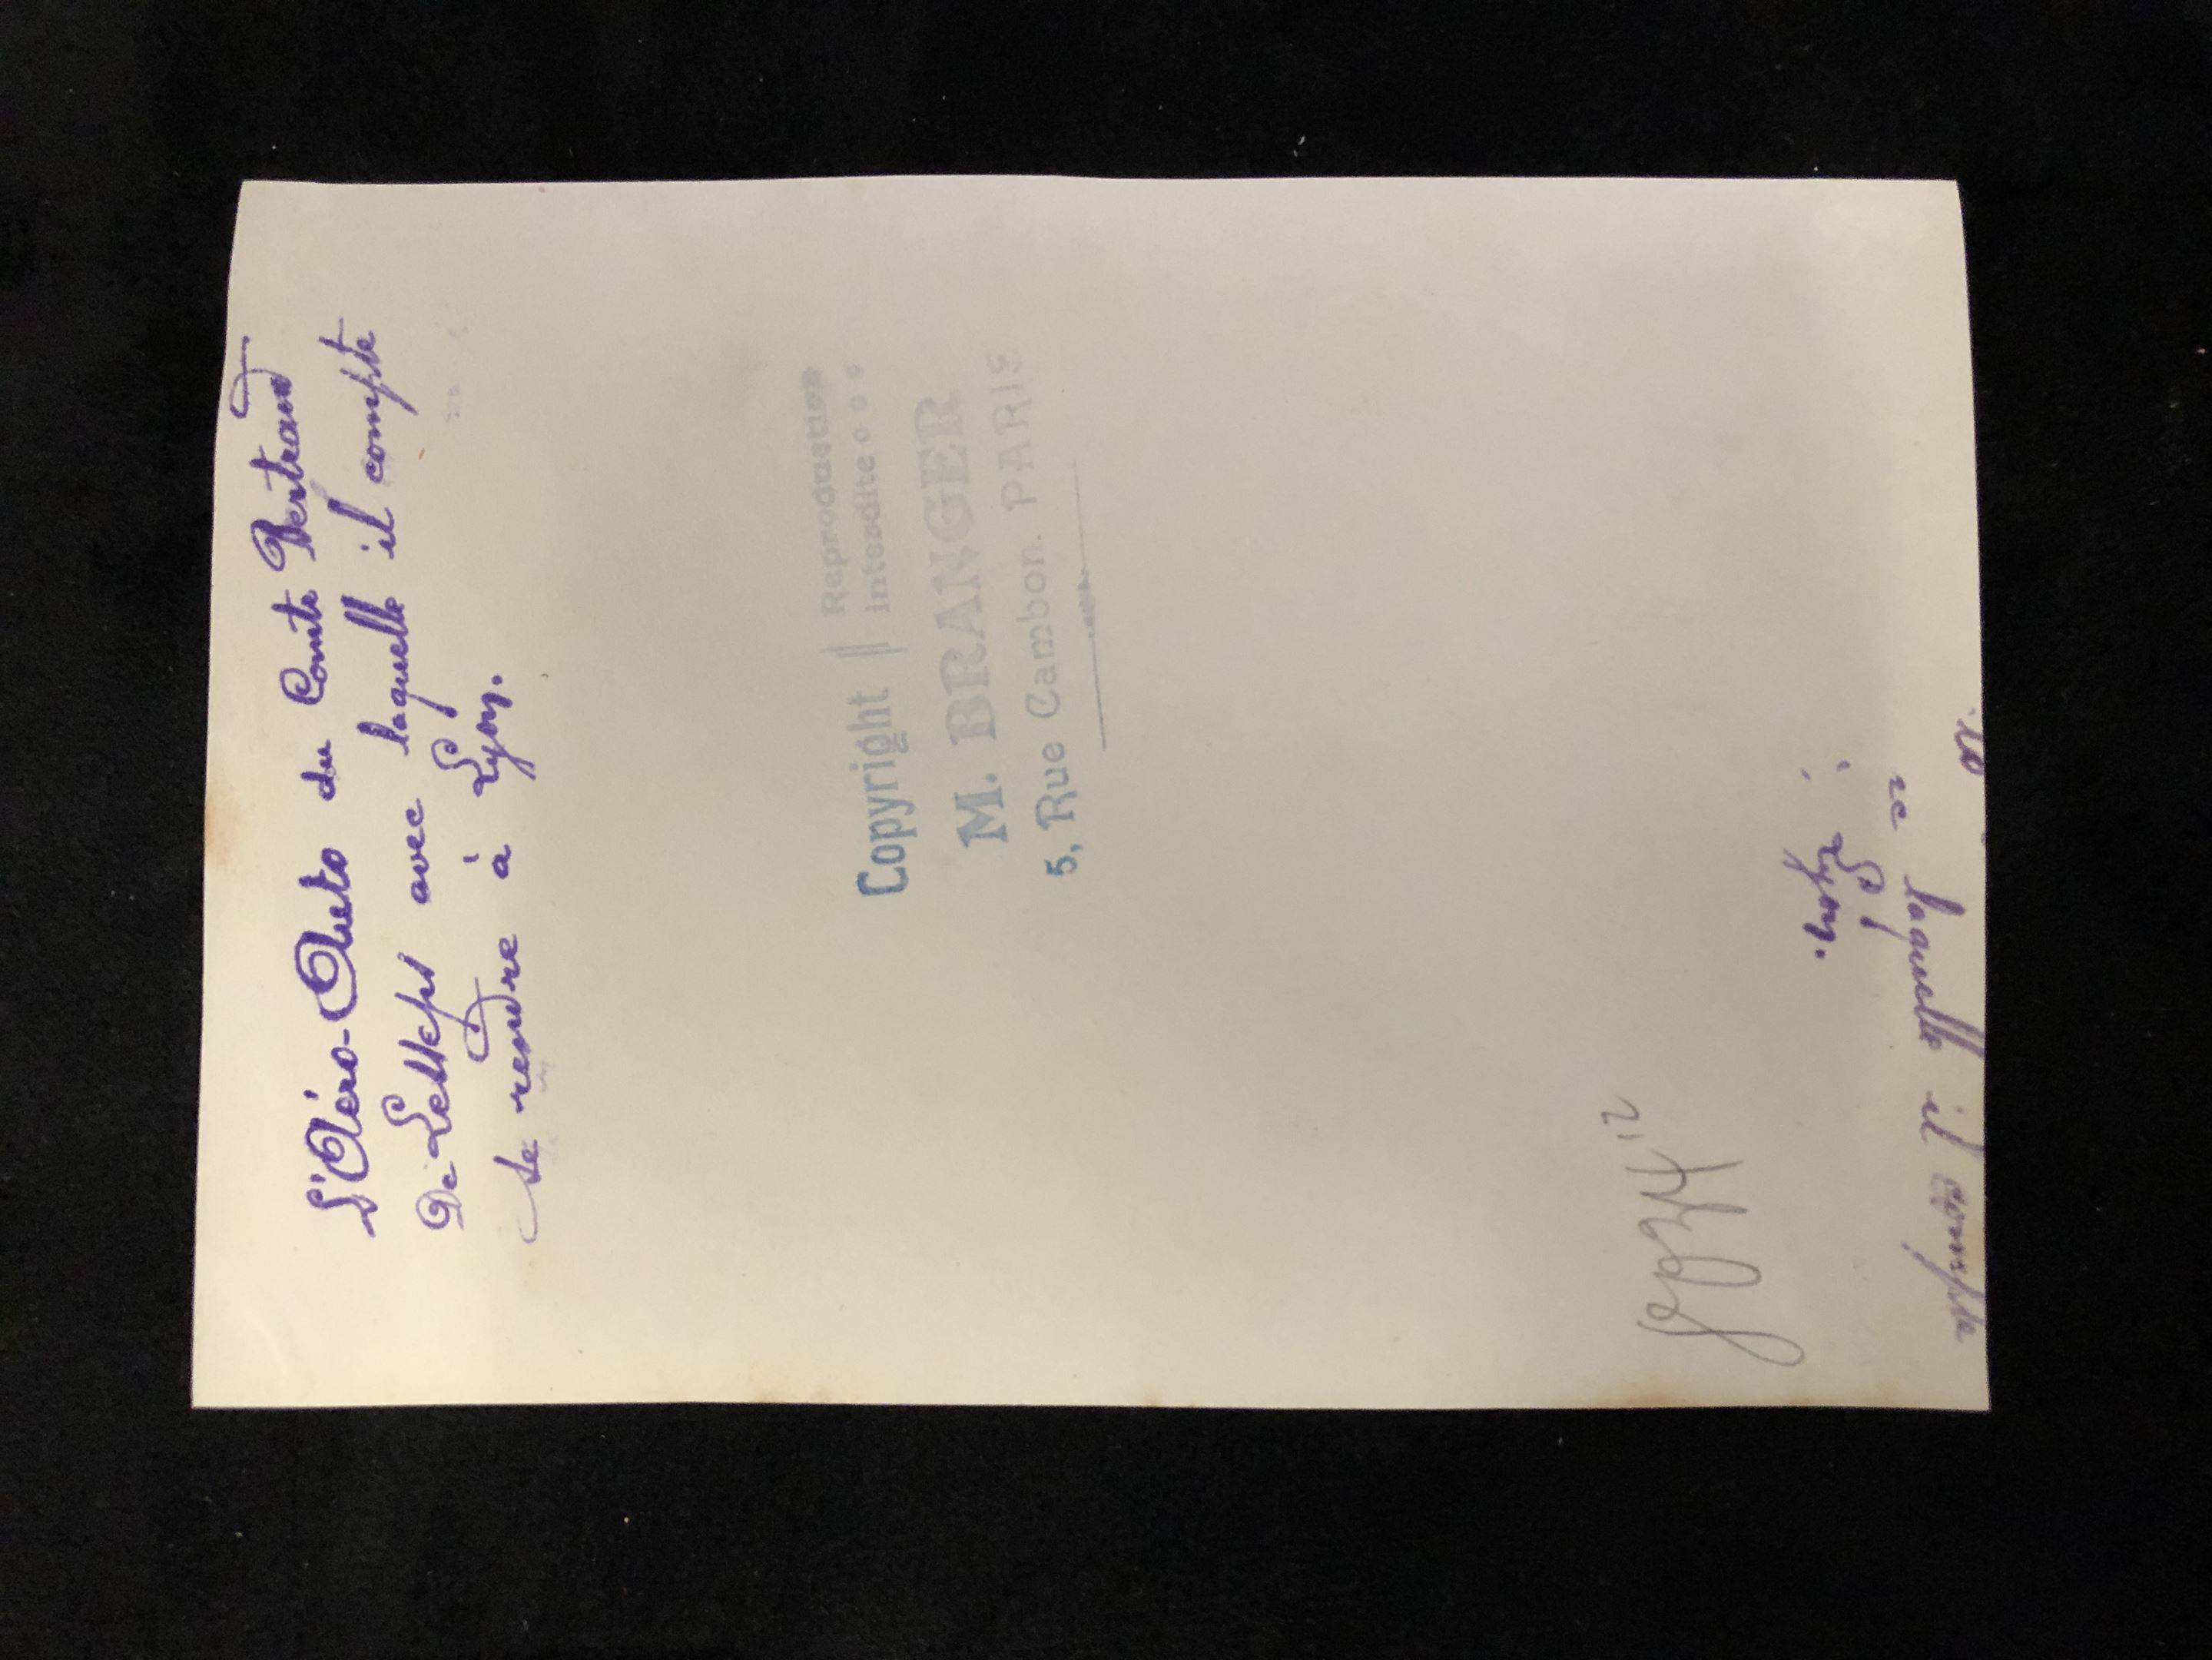 L'Aéro-Auto du Comte Bertrand
De Lesseps avec laquelle il compte
se rendre à Lyon.
Copyright || Reproduction
interdite
M. BRANGER
5, Rue Cambon. PARIS
Lyon.
laquelle il compte